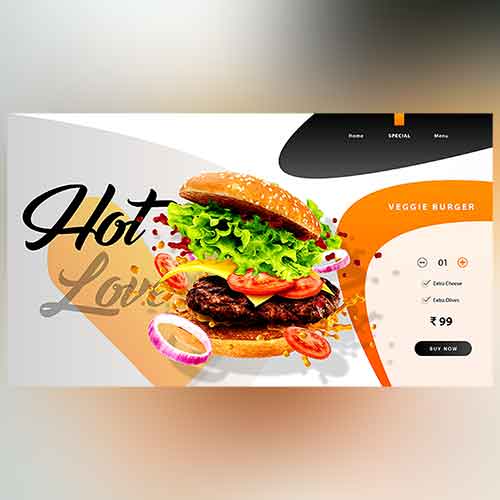 Home SPECIAL Menu
Hot
Love
VEGGIE BURGER
01
Extra Cheese
Extra Olives
₹ 99
BUY NOW